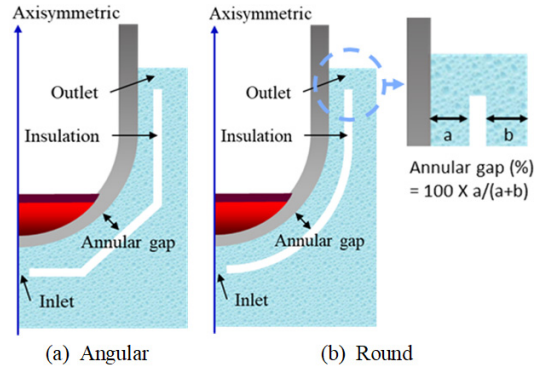 Axisymmetric
Outlet
Insulation
Annular gap
Inlet
(a) Angular
Axisymmetric
Outlet
Insulation
Annular gap
Inlet
(b) Round
a
b
Annular gap (%)
= 100 X a/(a+b)